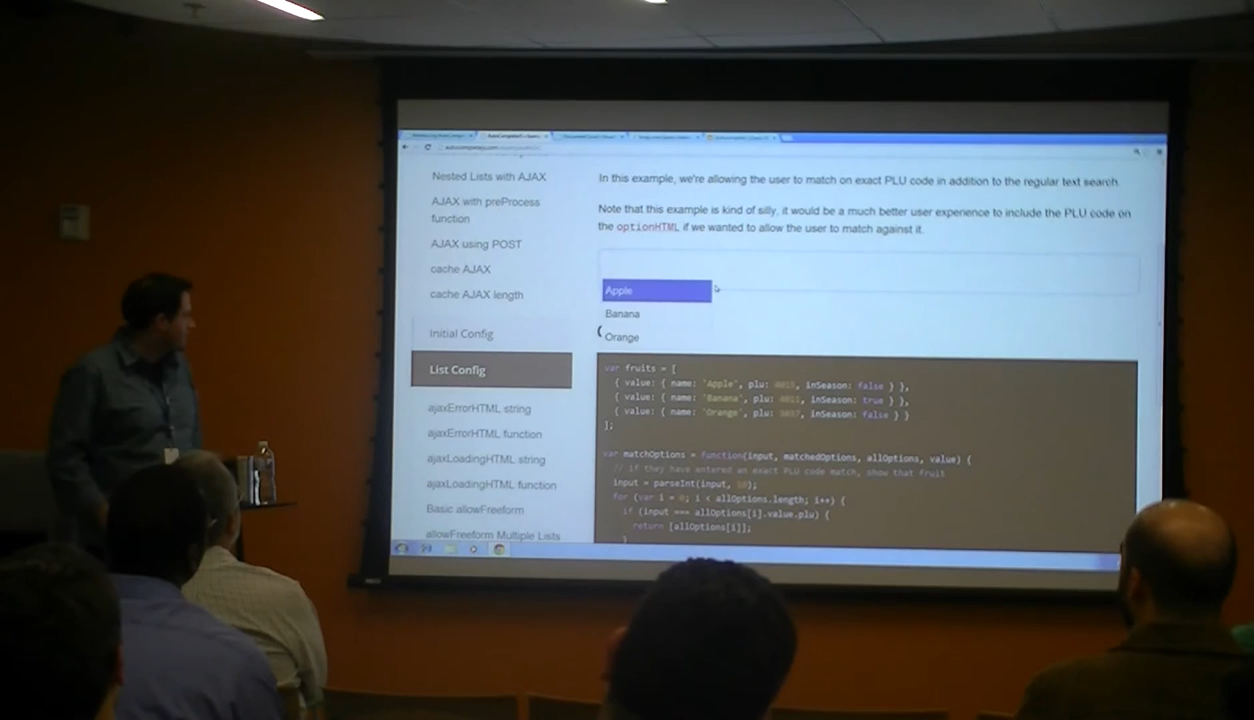 Nested Lists with AJAX
AJAX with preProcess
function
AJAX using POST
cache AJAX
cache AJAX length
Initial Config
List Config
ajaxErrorHTML string
ajaxErrorHTML function
ajaxLoadingHTML string
ajaxLoadingHTML function
Basic allowFreeform
allowFreeform Multiple Lists
In this example, we're allowing the user to match on exact PLU code in addition to the regular text search
Note that this example is kind of silly, it would be a much better user experience to include the PLU code on
the optionHTML if we wanted to allow the user to match against it.
Apple
Banana
Orange
var fruits = [
{ value: { name: 'Apple', plu: inSeason: false } },
{ value: { name: 'Banana', plu: 4011, inSeason: true } },
{ value: { name: 'Orange', plu: inSeason: false } }
];
var matchOptions = function(input, matchedOptions, allOptions, value) {
// if they have entered an exact PLU code match, show that fruit
input = parseInt(input, 10);
for (var i = 0; i < allOptions.length; i++) {
if (input === allOptions[i].value.plu) {
return [allOptions[i]];
}